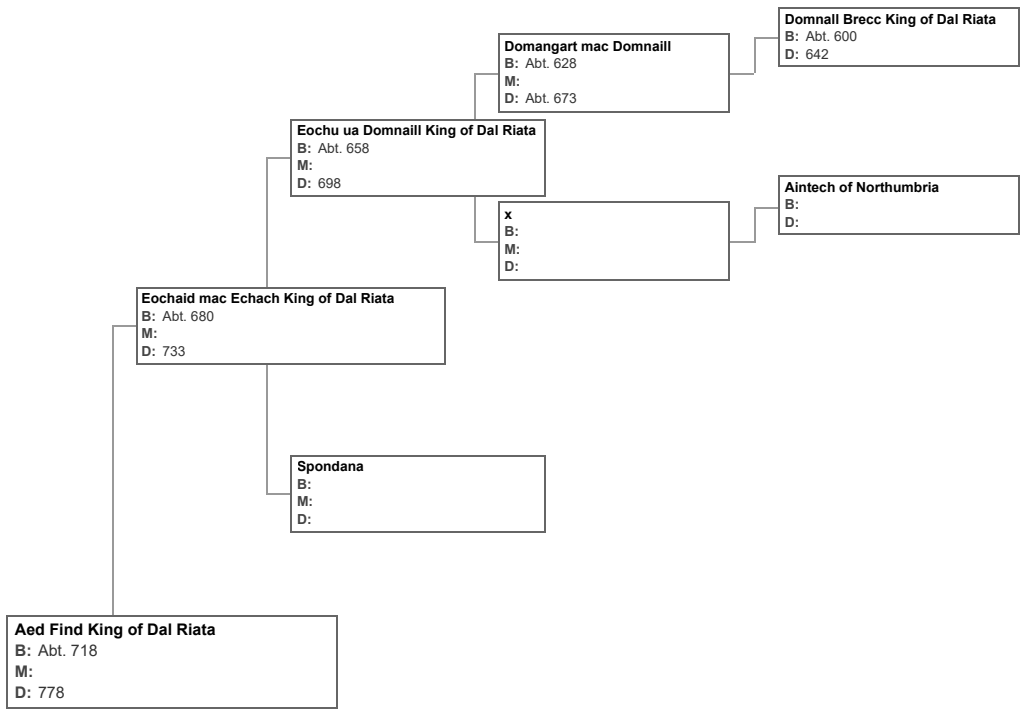 Domnall Brecc King of Dal Riata
B: Abt. 600
D: 642
Domangart mac Domnaill
B: Abt. 628
M:
D: Abt. 673
Eochu ua Domnaill King of Dal Riata
B: Abt. 658
M:
D: 698
Aintech of Northumbria
B:
D:
x
B:
M:
D:
Eochaid mac Echach King of Dal Riata
B: Abt. 680
M:
D: 733
Spondana
B:
M:
D:
Aed Find King of Dal Riata
B: Abt. 718
M:
D: 778